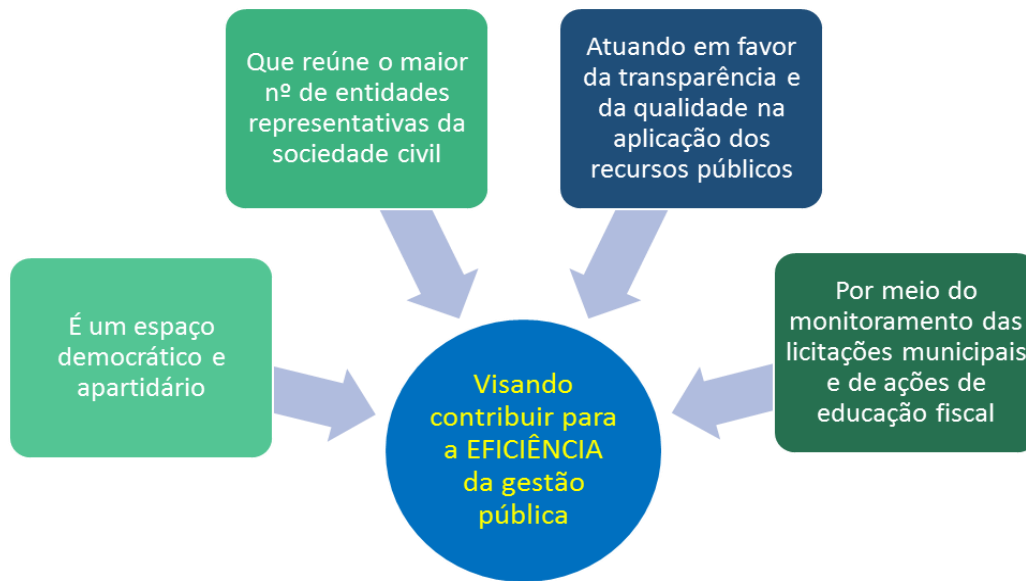 É um espaço
democrático e
apartidário
Que reúne o maior
nº de entidades
representativas da
sociedade civil
Atuando em favor
da transparência e
da qualidade na
aplicação dos
recursos públicos
Por meio do
monitoramento das
licitações municipais
e de ações de
educação fiscal
Visando
contribuir para
a EFICIÊNCIA
da gestão
pública